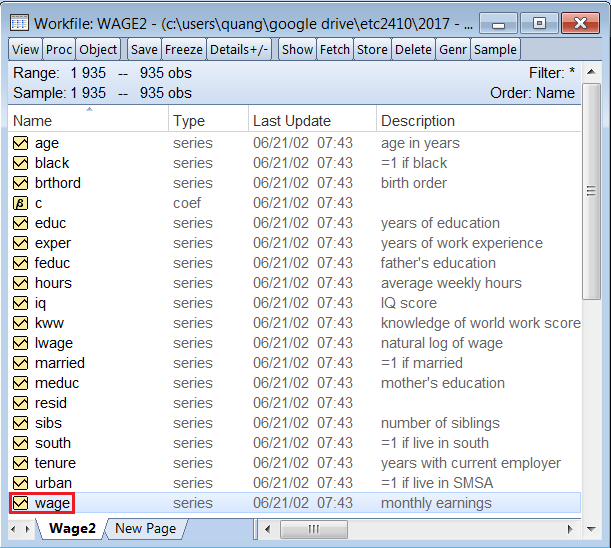 Workfile: WAGE2 - (c:\users\quang\google drive\etc2410\2017 - ...
View Proc Object Save Freeze Details+/- Show Fetch Store Delete Genr Sample
Range: 1 935 -- 935 obs Filter: *
Sample: 1 935 -- 935 obs Order: Name
Name Type Last Update Description
age series 06/21/02 07:43 age in years
black series 06/21/02 07:43 =1 if black
brthord series 06/21/02 07:43 birth order
β c coef 06/21/02 07:43
educ series 06/21/02 07:43 years of education
exper series 06/21/02 07:43 years of work experience
feduc series 06/21/02 07:43 father's education
hours series 06/21/02 07:43 average weekly hours
iq series 06/21/02 07:43 IQ score
kww series 06/21/02 07:43 knowledge of world work score
lwage series 06/21/02 07:43 natural log of wage
married series 06/21/02 07:43 =1 if married
meduc series 06/21/02 07:43 mother's education
resid series 06/21/02 07:43
sibs series 06/21/02 07:43 number of siblings
south series 06/21/02 07:43 =1 if live in south
tenure series 06/21/02 07:43 years with current employer
urban series 06/21/02 07:43 =1 if live in SMSA
wage series 06/21/02 07:43 monthly earnings
Wage2 New Page